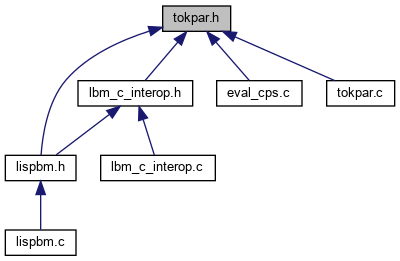 tokpar.h
lbm_c_interop.h
eval_cps.c
tokpar.c
lispbm.h
lbm_c_interop.c
lispbm.c